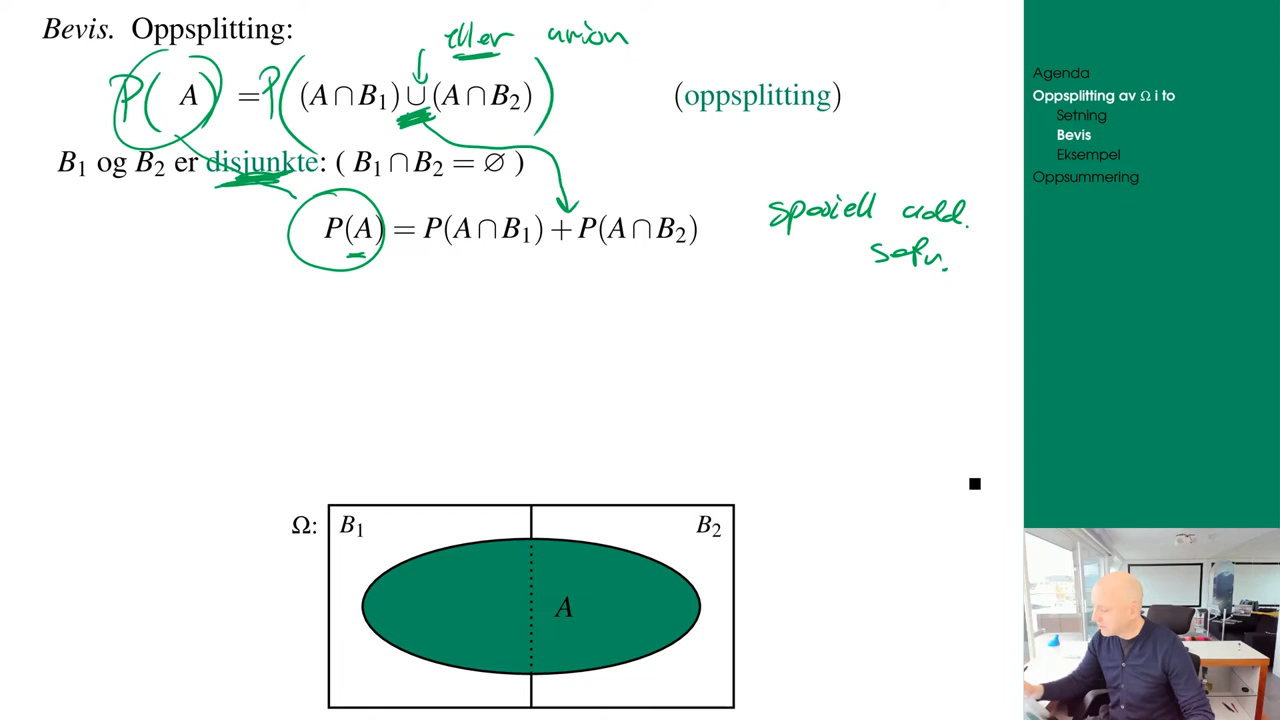 Bevis. Oppsplitting:
eller union
P( A ) = P( (A ∩ B₁) ∪ (A ∩ B₂) ) (oppsplitting)
B₁ og B₂ er disjunkte: ( B₁ ∩ B₂ = ∅ )
P(A) = P(A ∩ B₁) + P(A ∩ B₂)
spesiell add.
setn.
Ω: B₁ B₂
A
Agenda
Oppsplitting av Ω i to
Setning
Bevis
Eksempel
Oppsummering